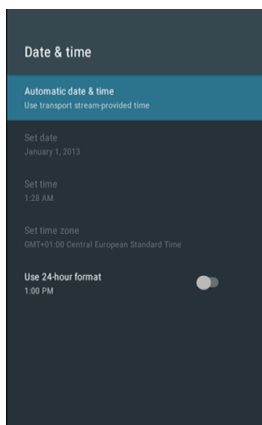 Date & time
Automatic date & time
Use transport stream-provided time
Set date
January 1, 2013
Set time
1:28 AM
Set time zone
GMT+01:00 Central European Standard Time
Use 24-hour format
1:00 PM